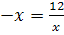 −x = 12/x